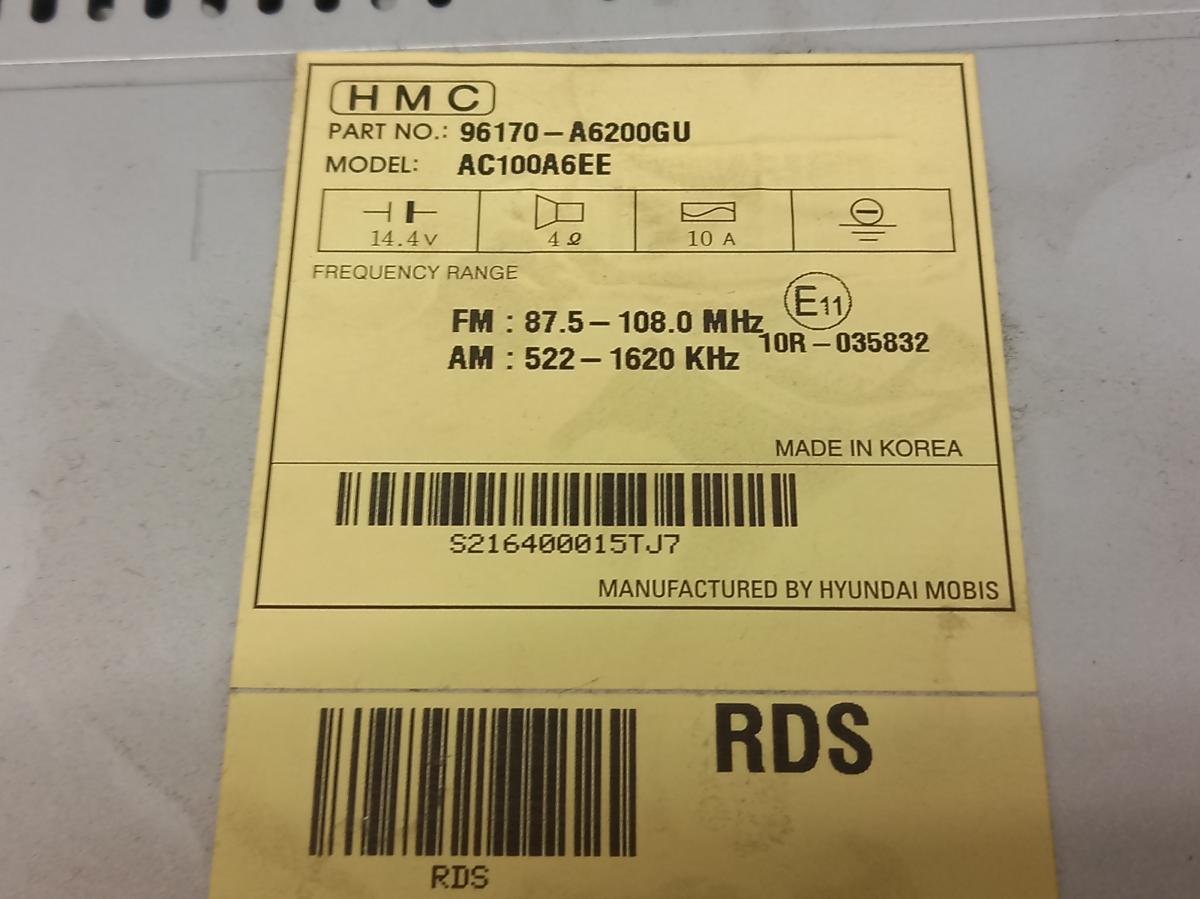 HMC
PART NO.: 96170-A6200GU
MODEL: AC100A6EE
14.4V 4Ω 10 A
FREQUENCY RANGE
E11
FM : 87.5-108.0 MHz
10R-035832
AM : 522-1620 KHz
MADE IN KOREA
S216400015TJ7
MANUFACTURED BY HYUNDAI MOBIS
RDS
RDS